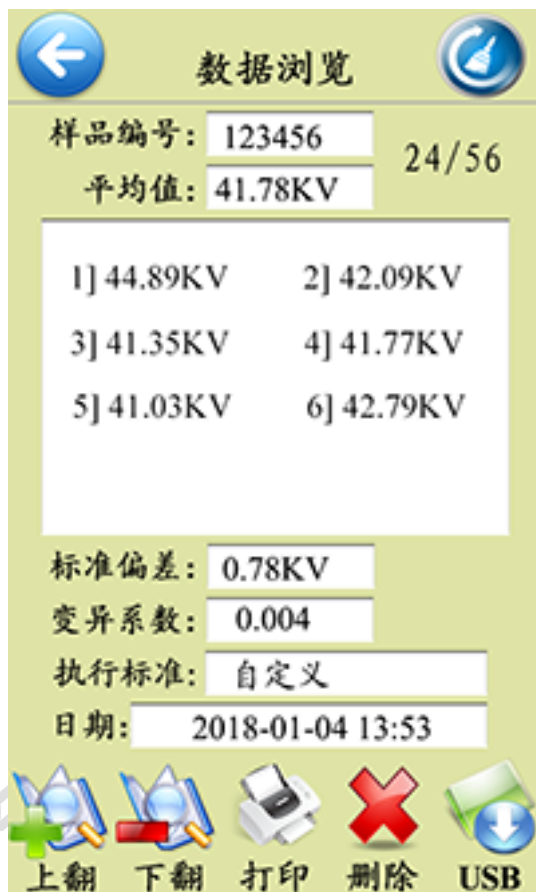 数据浏览
样品编号: 123456
24/56
平均值: 41.78KV
1] 44.89KV 2] 42.09KV
3] 41.35KV 4] 41.77KV
5] 41.03KV 6] 42.79KV
标准偏差: 0.78KV
变异系数: 0.004
执行标准: 自定义
日期: 2018-01-04 13:53
上翻 下翻 打印 删除 USB